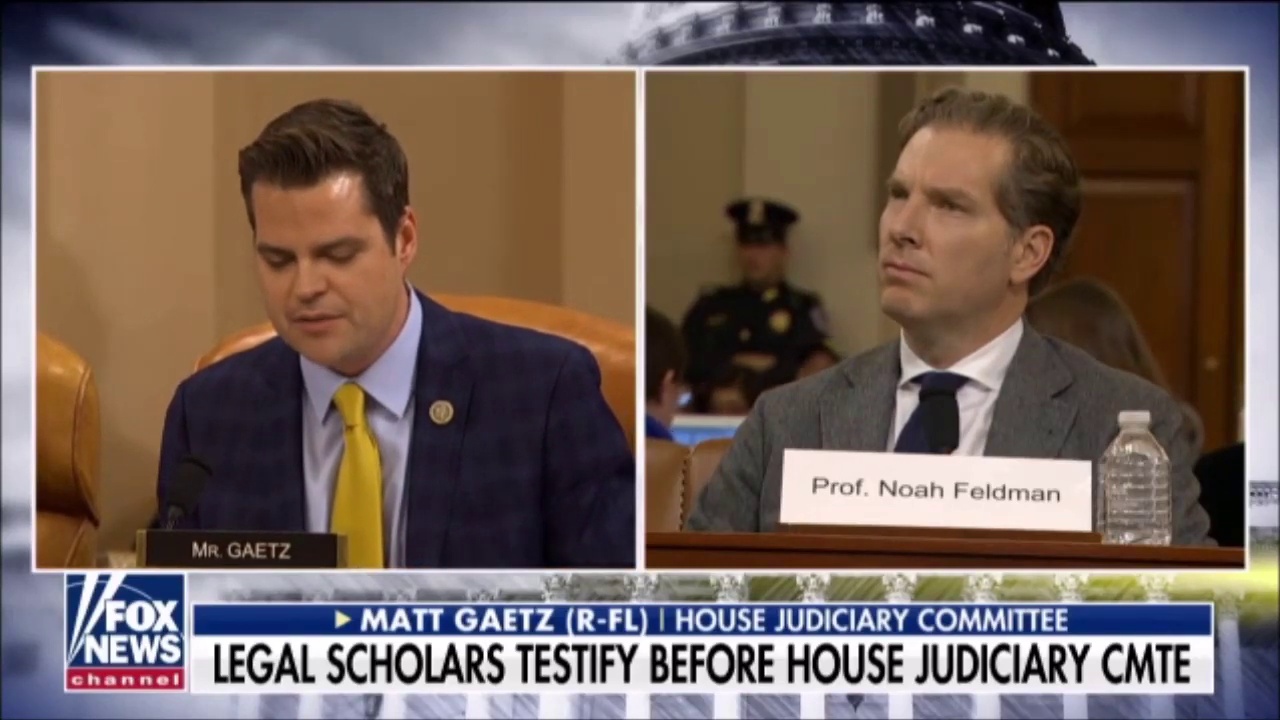 Prof. Noah Feldman
MR. GAETZ
FOX
NEWS
channel
MATT GAETZ (R-FL) | HOUSE JUDICIARY COMMITTEE
LEGAL SCHOLARS TESTIFY BEFORE HOUSE JUDICIARY CMTE